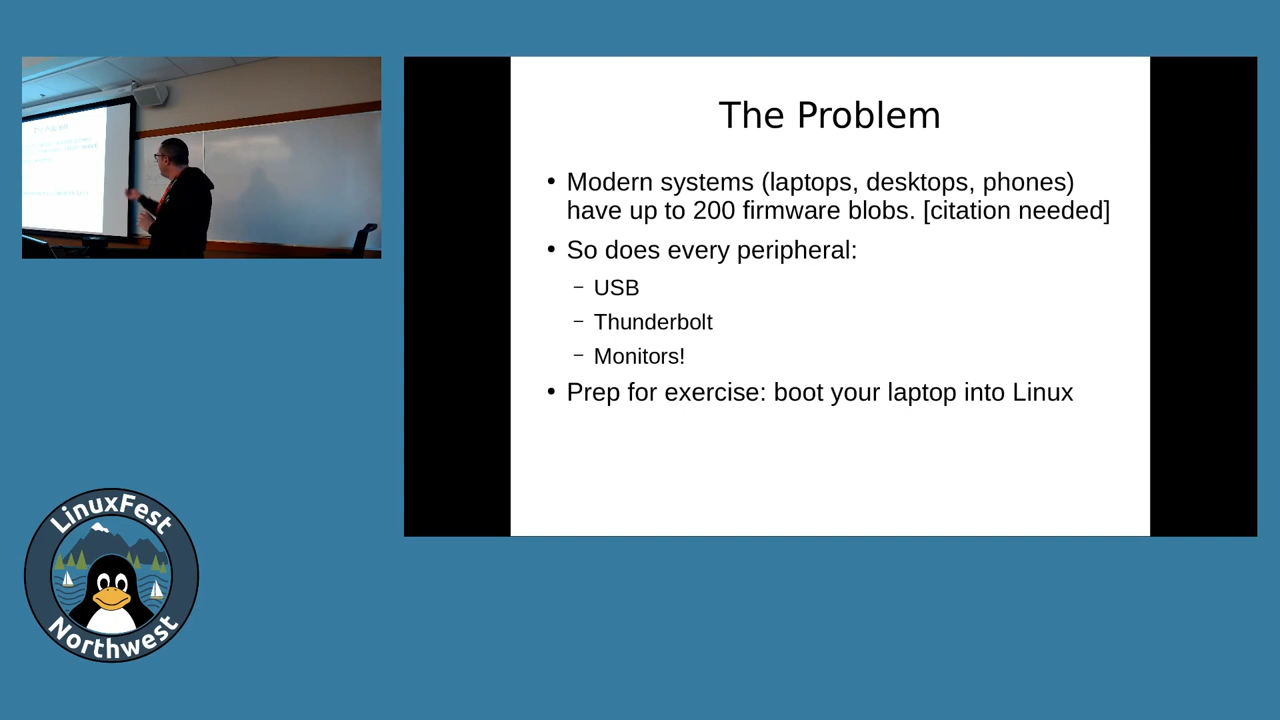 The Problem
• Modern systems (laptops, desktops, phones)
have up to 200 firmware blobs. [citation needed]
• So does every peripheral:
– USB
– Thunderbolt
– Monitors!
• Prep for exercise: boot your laptop into Linux
LinuxFest
Northwest